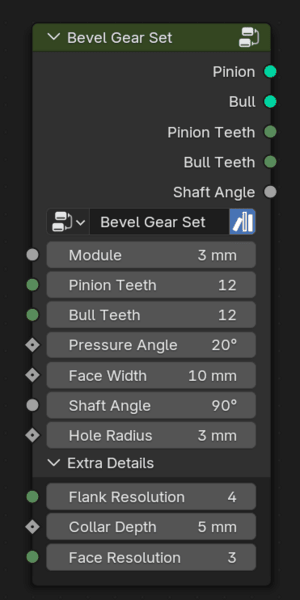 Bevel Gear Set
Pinion
Bull
Pinion Teeth
Bull Teeth
Shaft Angle
Bevel Gear Set
Module 3 mm
Pinion Teeth 12
Bull Teeth 12
Pressure Angle 20°
Face Width 10 mm
Shaft Angle 90°
Hole Radius 3 mm
Extra Details
Flank Resolution 4
Collar Depth 5 mm
Face Resolution 3